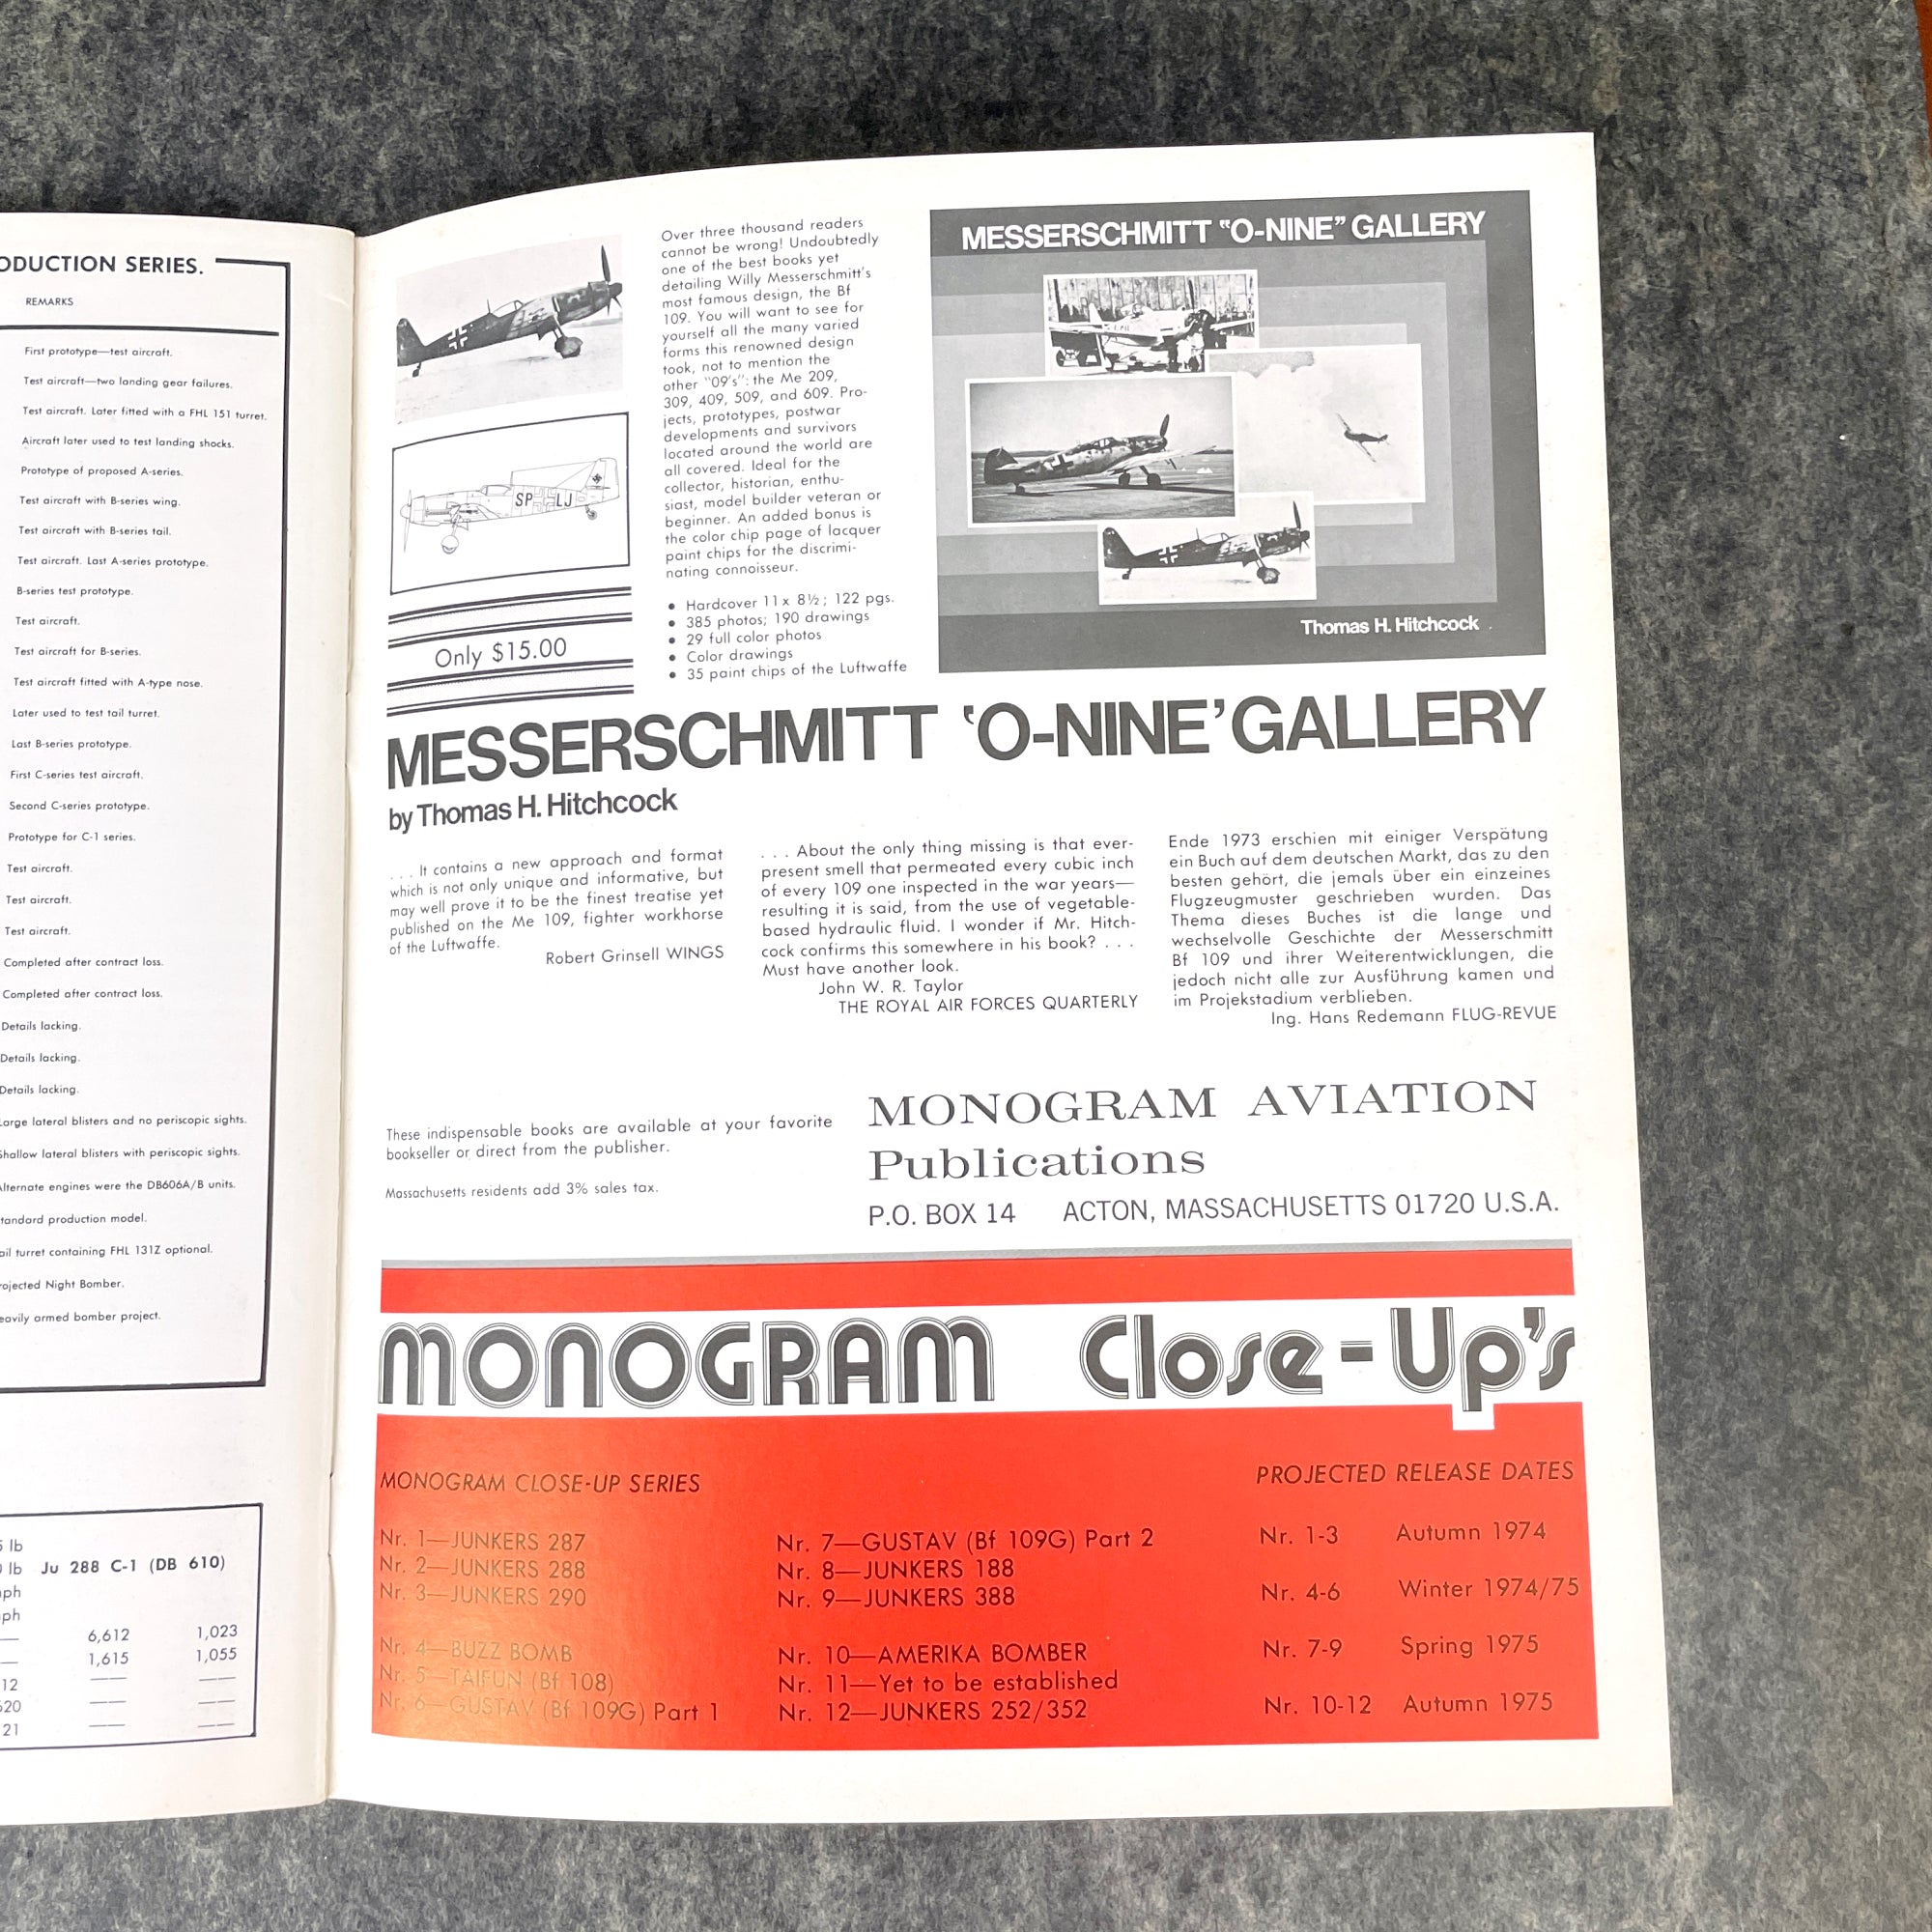 ODUCTION SERIES.
REMARKS
First prototype—test aircraft.
Test aircraft—two landing gear failures.
Test aircraft. Later fitted with a FHL 151 turret.
Aircraft later used to test landing shocks.
Prototype of proposed A-series.
Test aircraft with B-series wing.
Test aircraft with B-series tail.
Test aircraft. Last A-series prototype.
B-series test prototype.
Test aircraft.
Test aircraft for B-series.
Test aircraft fitted with A-type nose.
Later used to test tail turret.
Last B-series prototype.
First C-series test aircraft.
Second C-series prototype.
Prototype for C-1 series.
Test aircraft.
Test aircraft.
Test aircraft.
Completed after contract loss.
Completed after contract loss.
Details lacking.
Details lacking.
Details lacking.
Large lateral blisters and no periscopic sights.
Shallow lateral blisters with periscopic sights.
Alternate engines were the DB606A/B units.
tandard production model.
ail turret containing FHL 131Z optional.
rojected Night Bomber.
eavily armed bomber project.
5 lb
0 lb Ju 288 C-1 (DB 610)
ph
ph
— 6,612 1,023
— 1,615 1,055
12 — —
620 — —
21 — —
SP LJ
Only $15.00
Over three thousand readers
cannot be wrong! Undoubtedly
one of the best books yet
detailing Willy Messerschmitt's
most famous design, the Bf
109. You will want to see for
yourself all the many varied
forms this renowned design
took, not to mention the
other "09's": the Me 209,
309, 409, 509, and 609. Pro-
jects, prototypes, postwar
developments and survivors
located around the world are
all covered. Ideal for the
collector, historian, enthu-
siast, model builder veteran or
beginner. An added bonus is
the color chip page of lacquer
paint chips for the discrimi-
nating connoisseur.
• Hardcover 11 x 8½; 122 pgs.
• 385 photos; 190 drawings
• 29 full color photos
• Color drawings
• 35 paint chips of the Luftwaffe
MESSERSCHMITT "O-NINE" GALLERY
Thomas H. Hitchcock
MESSERSCHMITT 'O-NINE' GALLERY
by Thomas H. Hitchcock
. . . It contains a new approach and format
which is not only unique and informative, but
may well prove it to be the finest treatise yet
published on the Me 109, fighter workhorse
of the Luftwaffe.
Robert Grinsell WINGS
. . . About the only thing missing is that ever-
present smell that permeated every cubic inch
of every 109 one inspected in the war years—
resulting it is said, from the use of vegetable-
based hydraulic fluid. I wonder if Mr. Hitch-
cock confirms this somewhere in his book? . . .
Must have another look.
John W. R. Taylor
THE ROYAL AIR FORCES QUARTERLY
Ende 1973 erschien mit einiger Verspätung
ein Buch auf dem deutschen Markt, das zu den
besten gehört, die jemals über ein einzeines
Flugzeugmuster geschrieben wurden. Das
Thema dieses Buches ist die lange und
wechselvolle Geschichte der Messerschmitt
Bf 109 und ihrer Weiterentwicklungen, die
jedoch nicht alle zur Ausführung kamen und
im Projekstadium verblieben.
Ing. Hans Redemann FLUG-REVUE
These indispensable books are available at your favorite
bookseller or direct from the publisher.
Massachusetts residents add 3% sales tax.
MONOGRAM AVIATION
Publications
P.O. BOX 14 ACTON, MASSACHUSETTS 01720 U.S.A.
MONOGRAM Close-Up's
MONOGRAM CLOSE-UP SERIES
Nr. 1—JUNKERS 287
Nr. 2—JUNKERS 288
Nr. 3—JUNKERS 290
Nr. 4—BUZZ BOMB
Nr. 5—TAIFUN (Bf 108)
Nr. 6—GUSTAV (Bf 109G) Part 1
Nr. 7—GUSTAV (Bf 109G) Part 2
Nr. 8—JUNKERS 188
Nr. 9—JUNKERS 388
Nr. 10—AMERIKA BOMBER
Nr. 11—Yet to be established
Nr. 12—JUNKERS 252/352
PROJECTED RELEASE DATES
Nr. 1-3 Autumn 1974
Nr. 4-6 Winter 1974/75
Nr. 7-9 Spring 1975
Nr. 10-12 Autumn 1975